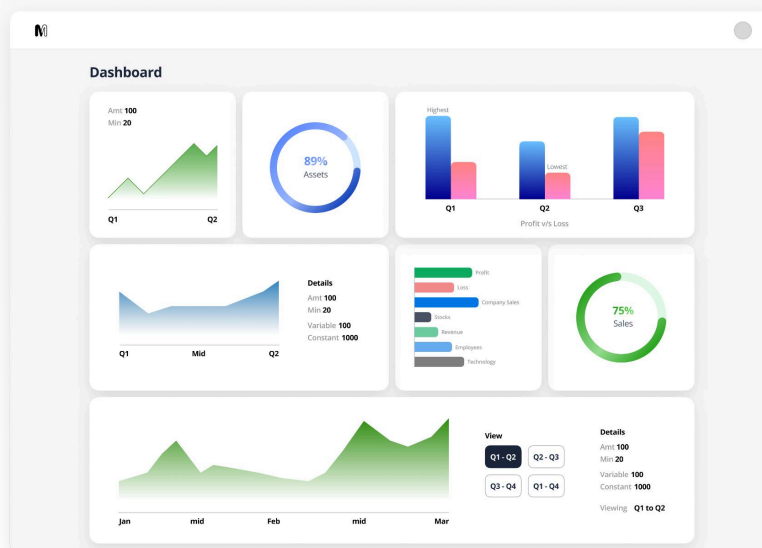 M
Dashboard
Amt 100
Min 20
Q1 Q2
89%
Assets
Highest
Lowest
Q1 Q2 Q3
Profit v/s Loss
Details
Amt 100
Min 20
Variable 100
Constant 1000
Q1 Mid Q2
Profit
Loss
Company Sales
Stocks
Revenue
Employees
Technology
75%
Sales
Jan mid Feb mid Mar
View
Q1 - Q2 Q2 - Q3
Q3 - Q4 Q1 - Q4
Details
Amt 100
Min 20
Variable 100
Constant 1000
Viewing Q1 to Q2